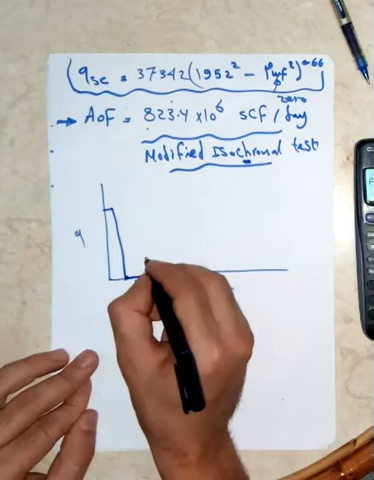 (qsc = 37342(1952² - Pwf²)^0.66
zero
→ AOF = 823.4 x10⁶ scf/day
Modified Isochronal test
q